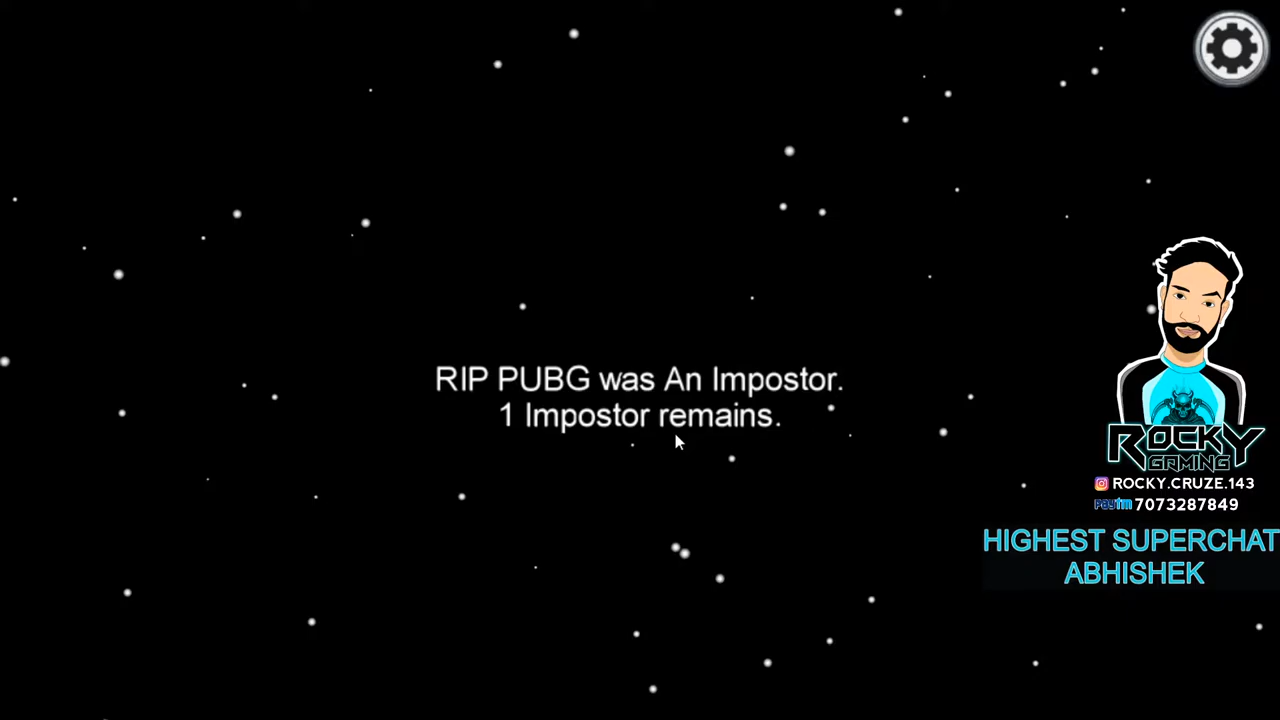 RIP PUBG was An Impostor.
1 Impostor remains.
ROCKY
GAMING
ROCKY.CRUZE.143
paytm 7073287849
HIGHEST SUPERCHAT
ABHISHEK